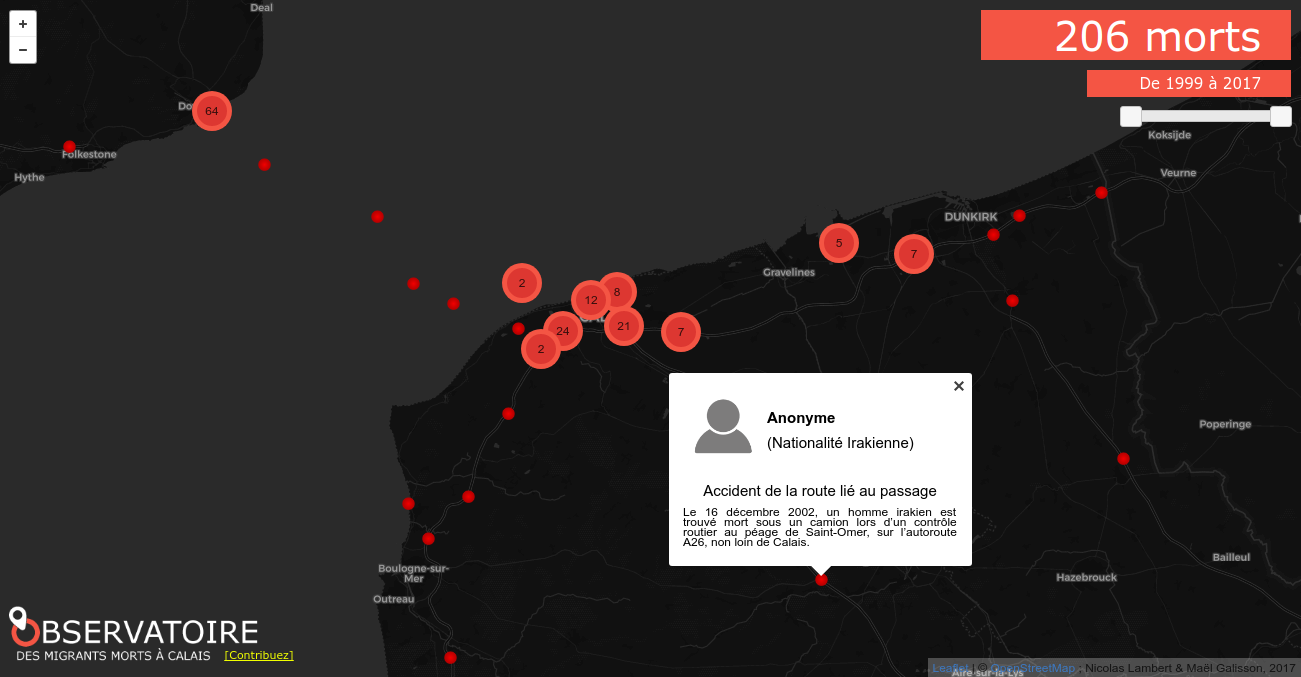 Deal
+
−
206 morts
De 1999 à 2017
64
Folkestone
Hythe
Koksijde
Veurne
DUNKIRK
5
7
Gravelines
2
8
12
24
21
7
2
×
Anonyme
(Nationalité Irakienne)
Accident de la route lié au passage
Le 16 décembre 2002, un homme irakien est
trouvé mort sous un camion lors d'un contrôle
routier au péage de Saint-Omer, sur l'autoroute
A26, non loin de Calais.
Poperinge
Bailleul
Hazebrouck
Boulogne-sur-
Mer
Outreau
OBSERVATOIRE
DES MIGRANTS MORTS À CALAIS [Contribuez]
Leaflet | © OpenStreetMap ; Nicolas Lambert & Maël Galisson, 2017
Aire-sur-la-Lys